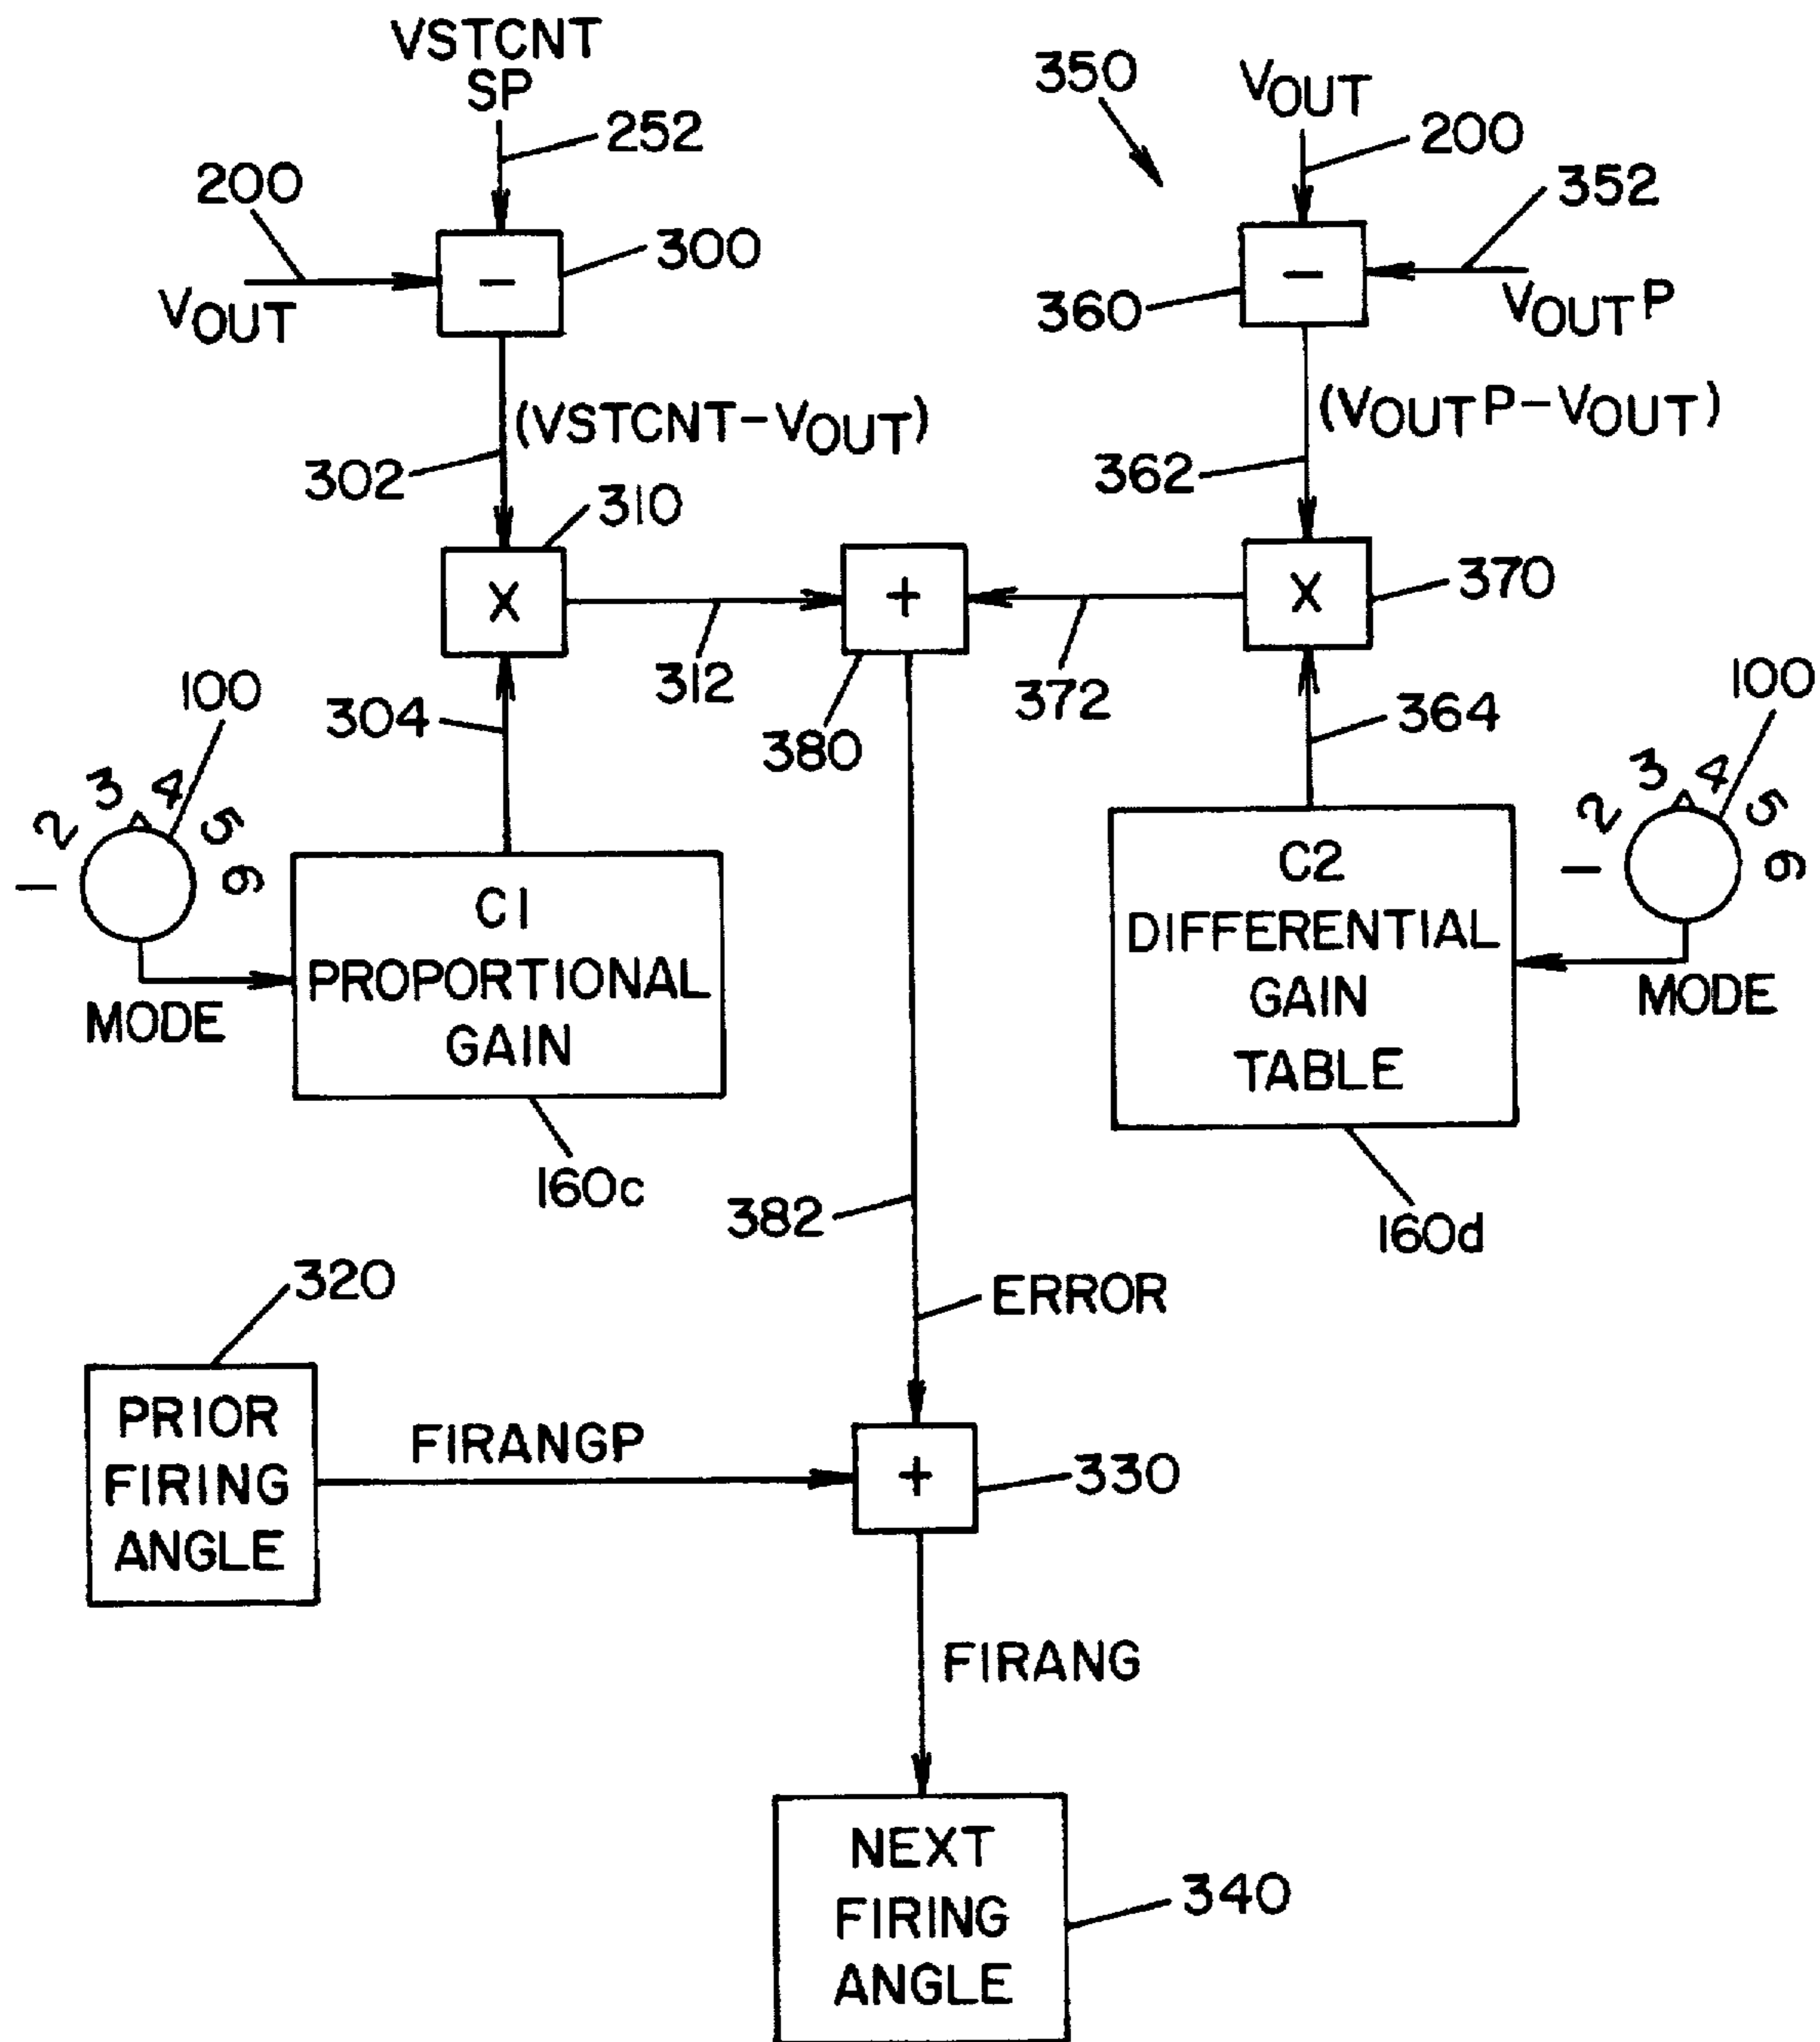 VSTCNT
SP
252
200
VOUT
300
(VSTCNT-VOUT)
302
310
X
312
304
100
1 2 3 4 5 6
MODE
C1
PROPORTIONAL
GAIN
160c
350
VOUT
200
352
VOUTP
360
(VOUTP-VOUT)
362
370
X
372
364
100
1 2 3 4 5 6
MODE
C2
DIFFERENTIAL
GAIN
TABLE
160d
+
380
382
ERROR
320
PRIOR
FIRING
ANGLE
FIRANGP
+
330
FIRANG
NEXT
FIRING
ANGLE
340